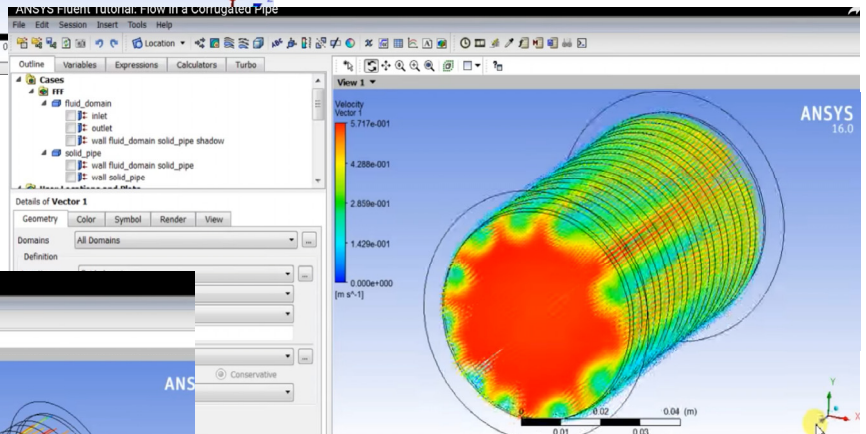 ANSYS Fluent Tutorial: Flow in a Corrugated Pipe
File Edit Session Insert Tools Help
Location
Outline Variables Expressions Calculators Turbo
Cases
FFF
fluid_domain
inlet
outlet
wall fluid_domain solid_pipe shadow
solid_pipe
wall fluid_domain solid_pipe
wall solid_pipe
Details of Vector 1
Geometry Color Symbol Render View
Domains All Domains ...
Definition
...
...
Conservative
View 1
Velocity
Vector 1
5.717e-001
4.288e-001
2.859e-001
1.429e-001
0.000e+000
[m s^-1]
ANSYS
16.0
0 0.02 0.04 (m)
0.01 0.03
Y
X
ANS